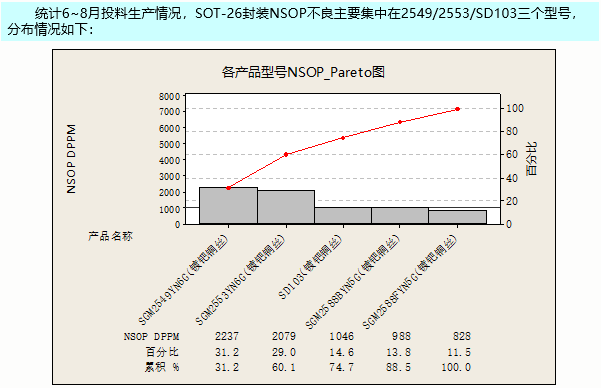 统计6~8月投料生产情况，SOT-26封装NSOP不良主要集中在2549/2553/SD103三个型号，
分布情况如下：
各产品型号NSOP_Pareto图
NSOP DPPM
8000
7000
6000
5000
4000
3000
2000
1000
0
100
80
60
40
20
0
百分比
产品名称
SGM2549YN6G(镀钯铜丝)
SGM2553YN6G(镀钯铜丝)
SD103(镀钯铜丝)
SGM2588BYN5G(镀钯铜丝)
SGM2588FYN5G(镀钯铜丝)
NSOP DPPM 2237 2079 1046 988 828
百分比 31.2 29.0 14.6 13.8 11.5
累积 % 31.2 60.1 74.7 88.5 100.0